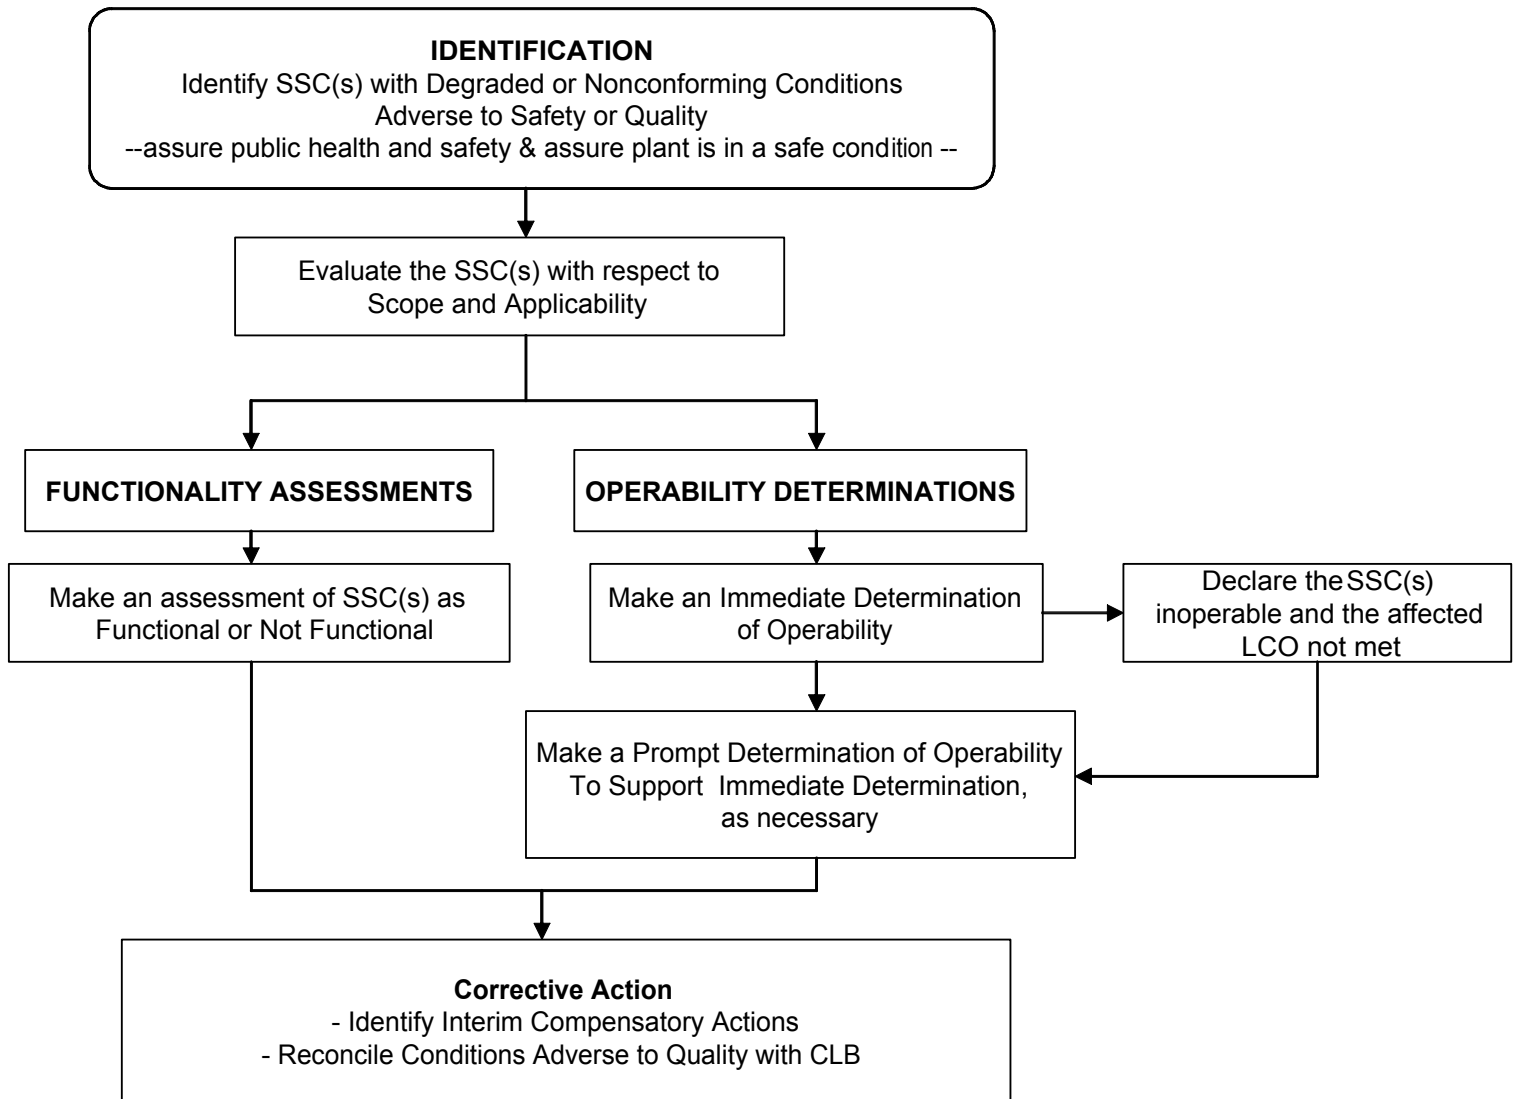 IDENTIFICATION
Identify SSC(s) with Degraded or Nonconforming Conditions
Adverse to Safety or Quality
--assure public health and safety & assure plant is in a safe condition --
Evaluate the SSC(s) with respect to
Scope and Applicability
FUNCTIONALITY ASSESSMENTS
OPERABILITY DETERMINATIONS
Make an assessment of SSC(s) as
Functional or Not Functional
Make an Immediate Determination
of Operability
Declare the SSC(s)
inoperable and the affected
LCO not met
Make a Prompt Determination of Operability
To Support Immediate Determination,
as necessary
Corrective Action
- Identify Interim Compensatory Actions
- Reconcile Conditions Adverse to Quality with CLB